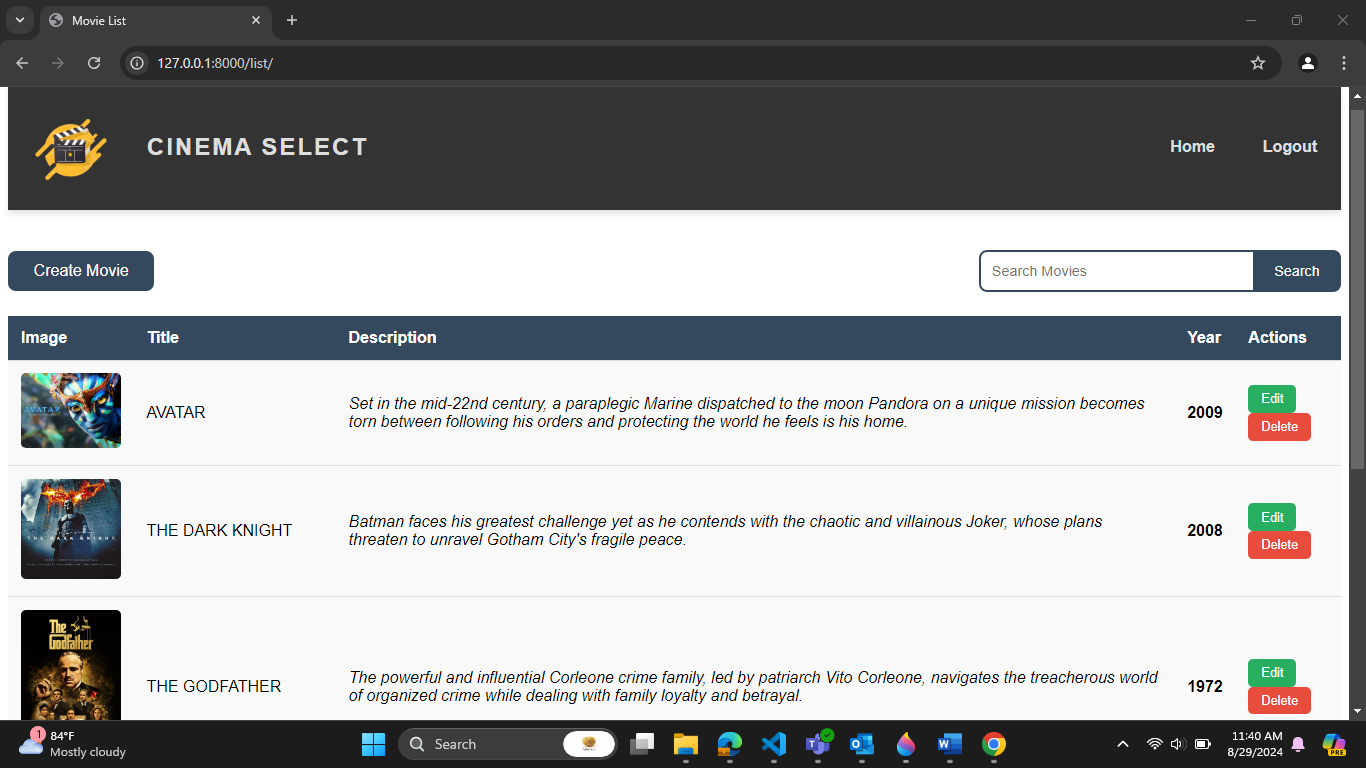 Movie List
127.0.0.1:8000/list/
CINEMA SELECT
Home
Logout
Create Movie
Search Movies
Search
Image Title Description Year Actions
AVATAR
AVATAR
Set in the mid-22nd century, a paraplegic Marine dispatched to the moon Pandora on a unique mission becomes
torn between following his orders and protecting the world he feels is his home.
2009
Edit
Delete
THE DARK KNIGHT
THE DARK KNIGHT
Batman faces his greatest challenge yet as he contends with the chaotic and villainous Joker, whose plans
threaten to unravel Gotham City's fragile peace.
2008
Edit
Delete
The
Godfather
THE GODFATHER
The powerful and influential Corleone crime family, led by patriarch Vito Corleone, navigates the treacherous world
of organized crime while dealing with family loyalty and betrayal.
1972
Edit
Delete
1
84°F
Mostly cloudy
Search
11:40 AM
8/29/2024
PRE